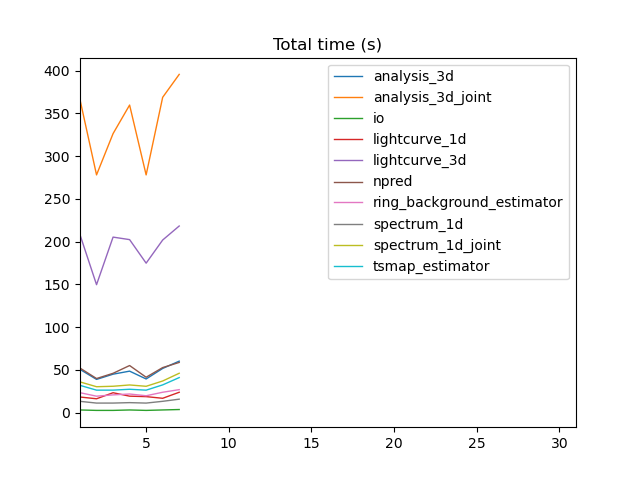 Total time (s)
400
350
300
250
200
150
100
50
0
analysis_3d
analysis_3d_joint
io
lightcurve_1d
lightcurve_3d
npred
ring_background_estimator
spectrum_1d
spectrum_1d_joint
tsmap_estimator
5 10 15 20 25 30